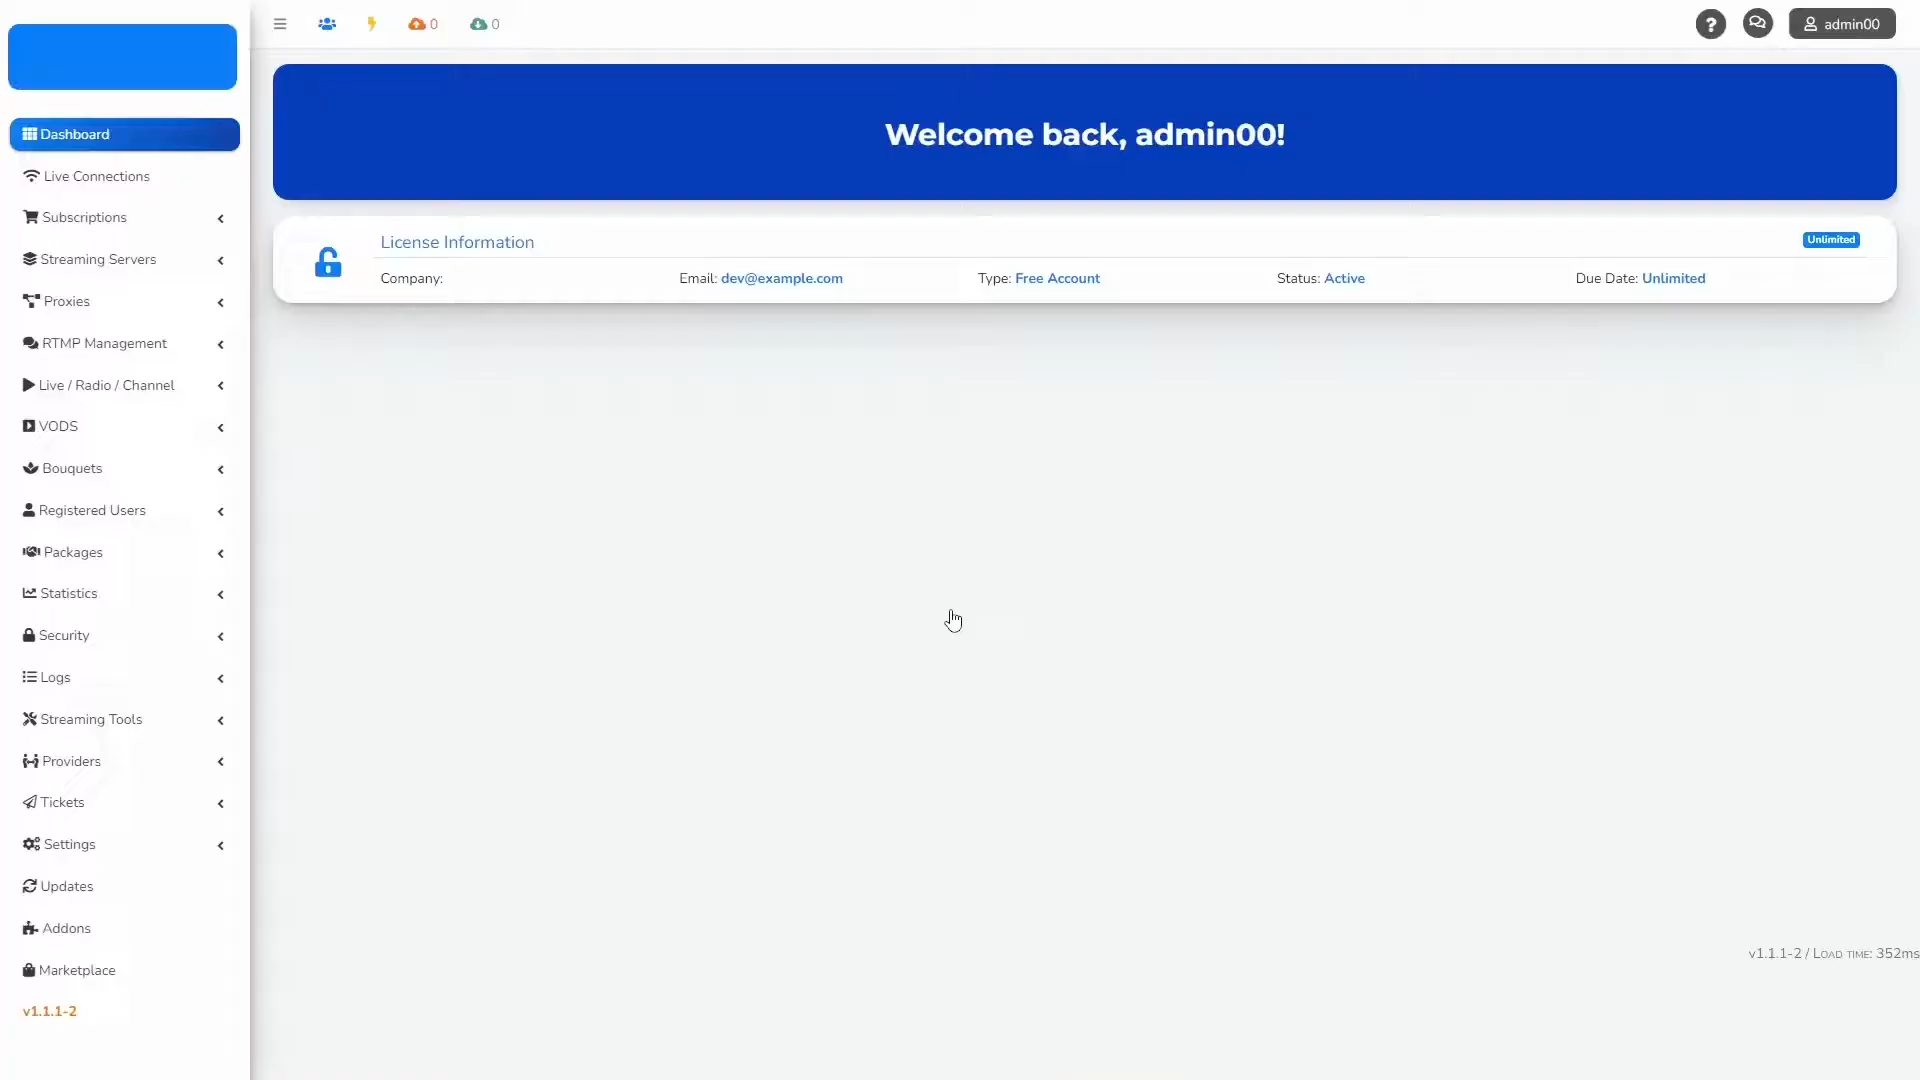 0
0
admin00
Dashboard
Live Connections
Subscriptions
Streaming Servers
Proxies
RTMP Management
Live / Radio / Channel
VODS
Bouquets
Registered Users
Packages
Statistics
Security
Logs
Streaming Tools
Providers
Tickets
Settings
Updates
Addons
Marketplace
v1.1.1-2
Welcome back, admin00!
License Information
Unlimited
Company:
Email: dev@example.com
Type: Free Account
Status: Active
Due Date: Unlimited
v1.1.1-2 / Load time: 352ms